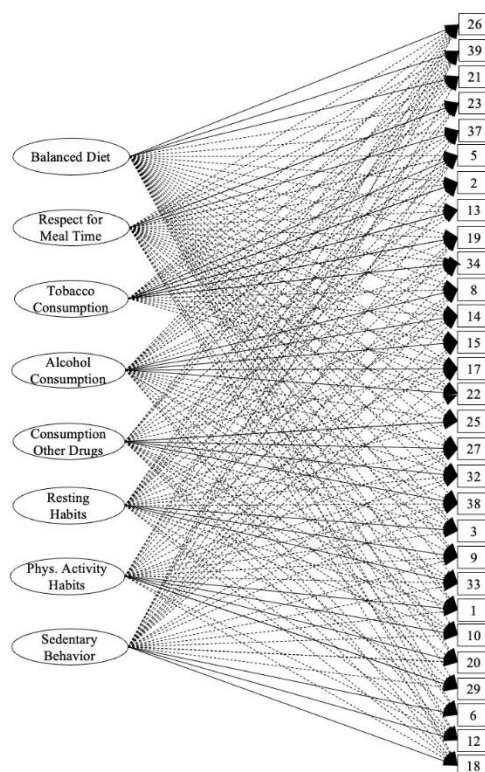 26
39
21
23
37
Balanced Diet
5
2
13
Respect for
Meal Time
19
34
Tobacco
Consumption
8
14
15
Alcohol
Consumption
17
22
25
Consumption
Other Drugs
27
32
38
Resting
Habits
3
9
Phys. Activity
Habits
33
1
10
Sedentary
Behavior
20
29
6
12
18